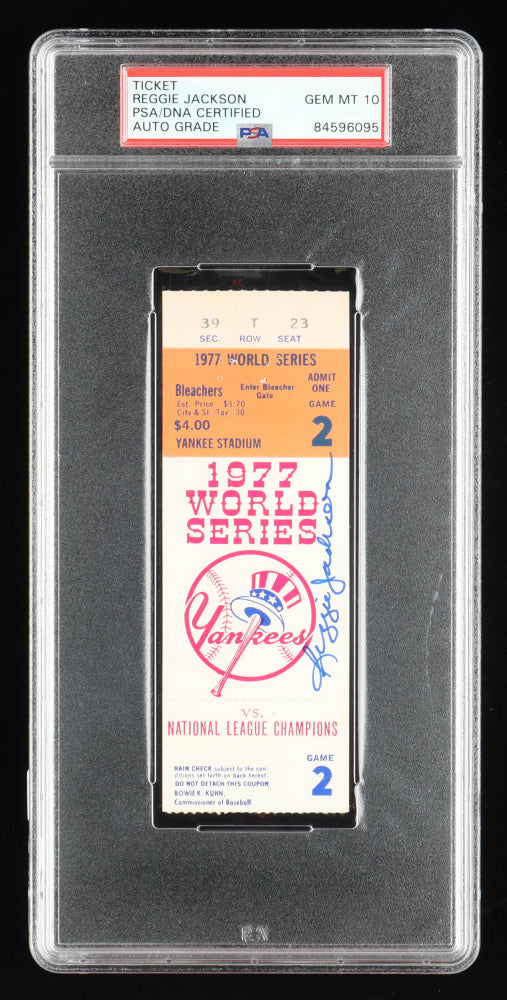 TICKET
REGGIE JACKSON GEM MT 10
PSA/DNA CERTIFIED
AUTO GRADE PSA 84596095
39 T 23
SEC. ROW SEAT
1977 WORLD SERIES
Bleachers Enter Bleacher Gate ADMIT ONE
Est. Price $3.70
City & St Tax 30
GAME
$4.00 2
YANKEE STADIUM
1977
WORLD
SERIES
Yankees
Reggie Jackson
VS.
NATIONAL LEAGUE CHAMPIONS
RAIN CHECK subject to the con-
ditions set forth on back hereof.
DO NOT DETACH THIS COUPON
BOWIE K. KUHN,
Commissioner of Baseball
GAME
2
PSA